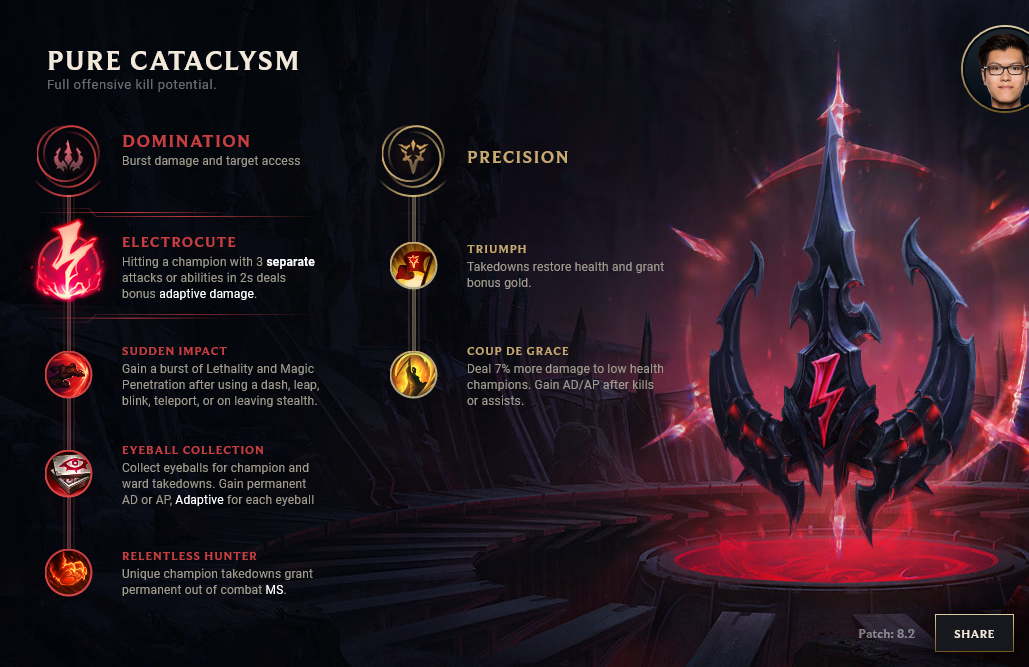 PURE CATACLYSM
Full offensive kill potential.
DOMINATION
Burst damage and target access
ELECTROCUTE
Hitting a champion with 3 separate
attacks or abilities in 2s deals
bonus adaptive damage.
SUDDEN IMPACT
Gain a burst of Lethality and Magic
Penetration after using a dash, leap,
blink, teleport, or on leaving stealth.
EYEBALL COLLECTION
Collect eyeballs for champion and
ward takedowns. Gain permanent
AD or AP, Adaptive for each eyeball
RELENTLESS HUNTER
Unique champion takedowns grant
permanent out of combat MS.
PRECISION
TRIUMPH
Takedowns restore health and grant
bonus gold.
COUP DE GRACE
Deal 7% more damage to low health
champions. Gain AD/AP after kills
or assists.
Patch: 8.2
SHARE